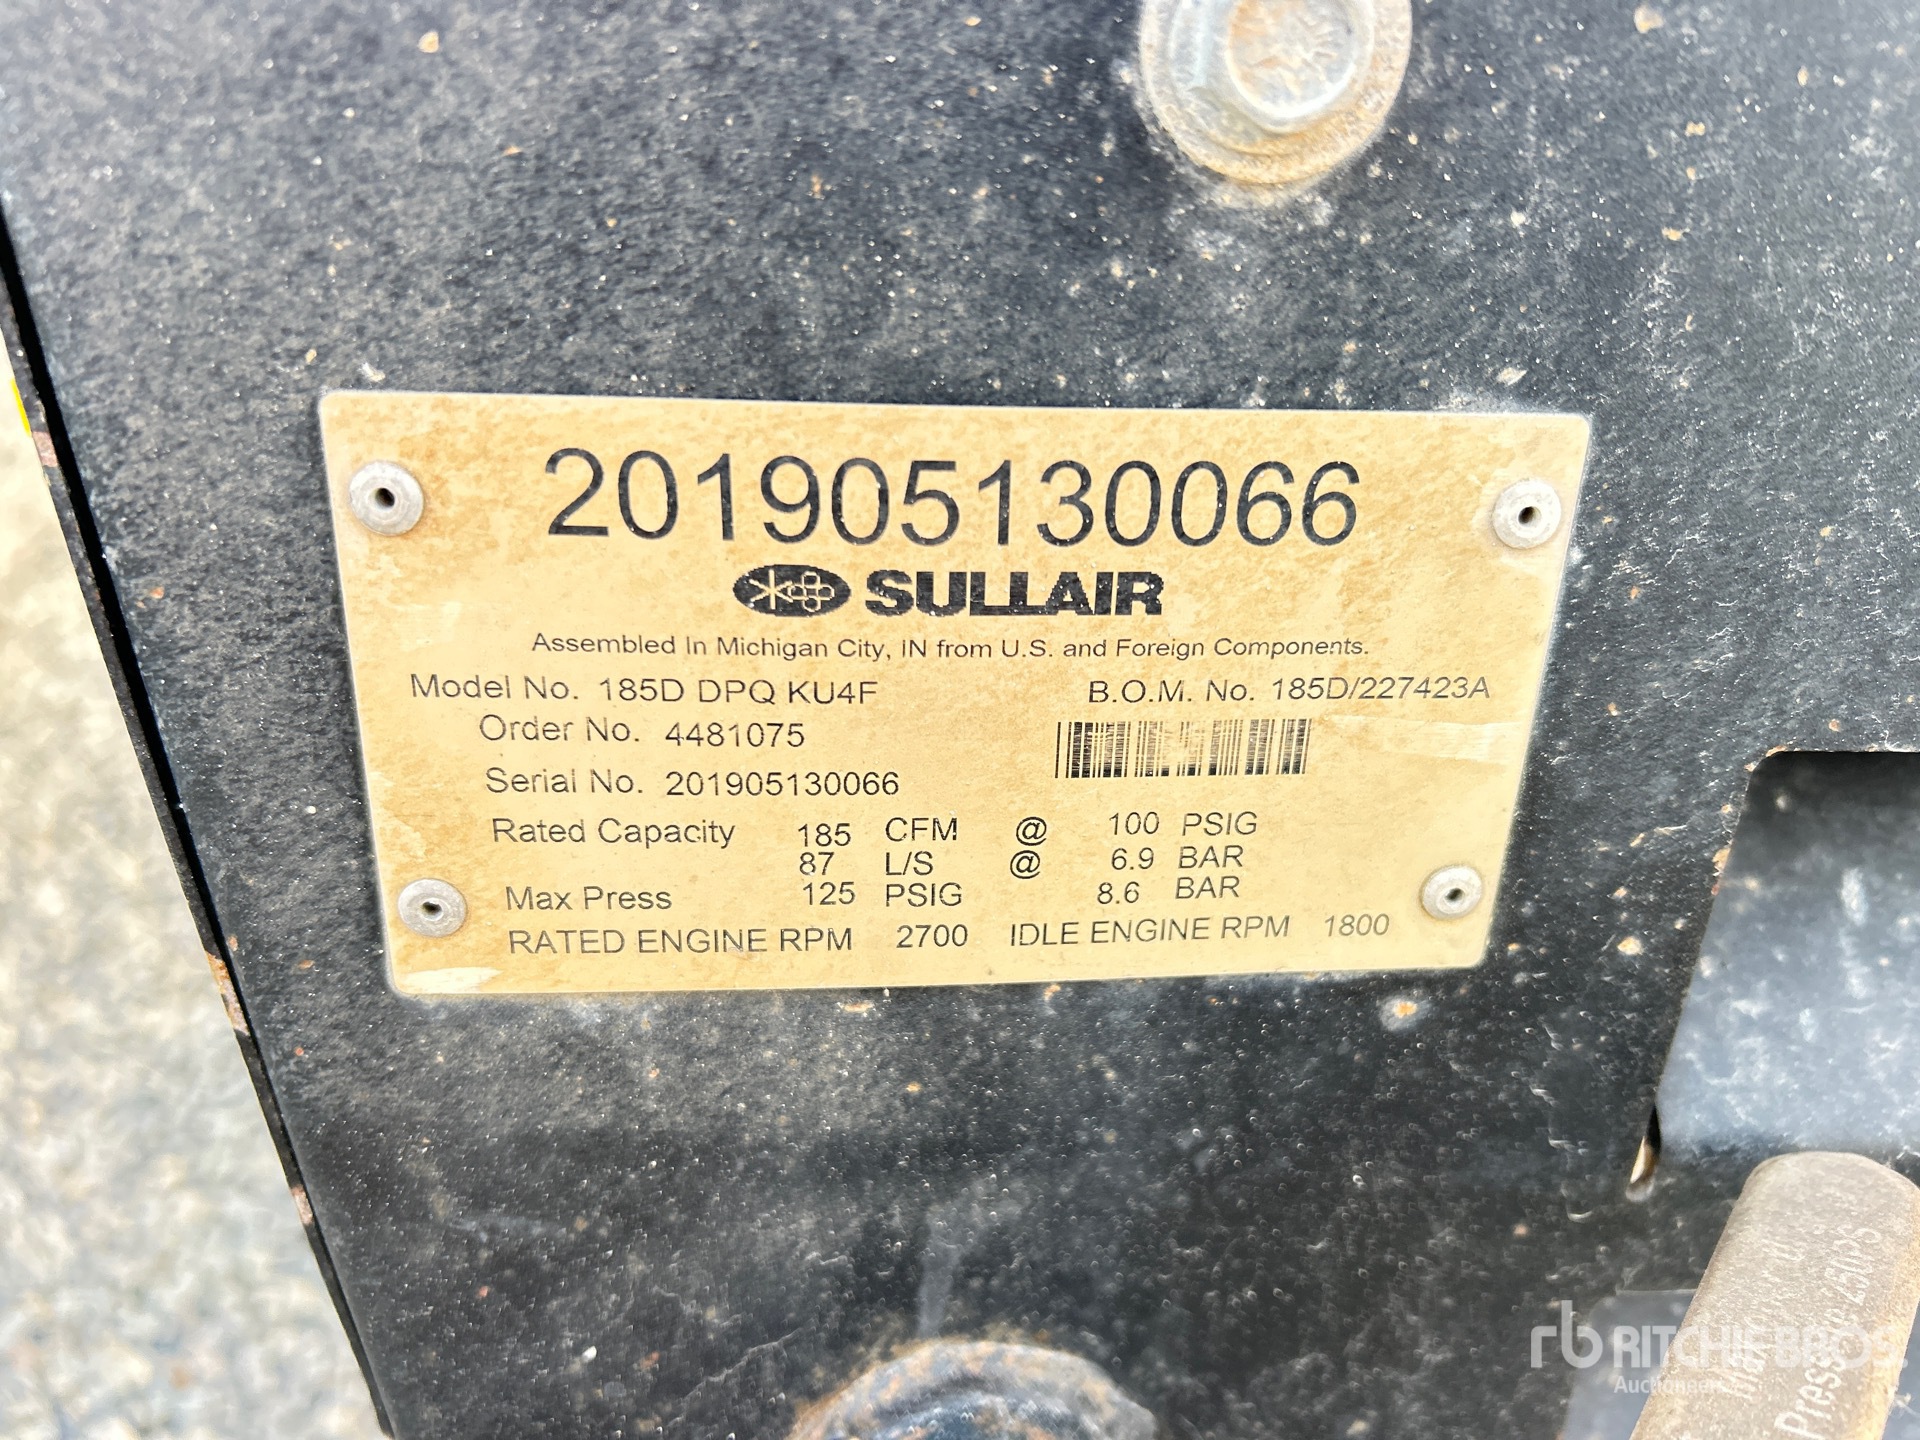 201905130066
SULLAIR
Assembled In Michigan City, IN from U.S. and Foreign Components.
Model No. 185D DPQ KU4F B.O.M. No. 185D/227423A
Order No. 4481075
Serial No. 201905130066
Rated Capacity 185 CFM @ 100 PSIG
87 L/S @ 6.9 BAR
Max Press 125 PSIG 8.6 BAR
RATED ENGINE RPM 2700 IDLE ENGINE RPM 1800
rb RITCHIE BROS.
Auctioneers